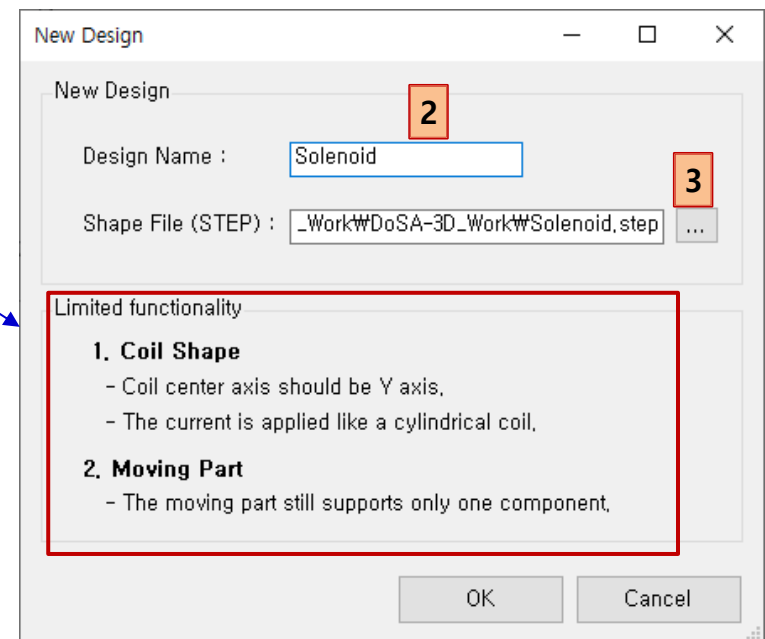 New Design
New Design
2
Design Name :
Solenoid
3
Shape File (STEP) :
_Work₩DoSA-3D_Work₩Solenoid.step
...
Limited functionality
1. Coil Shape
- Coil center axis should be Y axis.
- The current is applied like a cylindrical coil.
2. Moving Part
- The moving part still supports only one component.
OK
Cancel